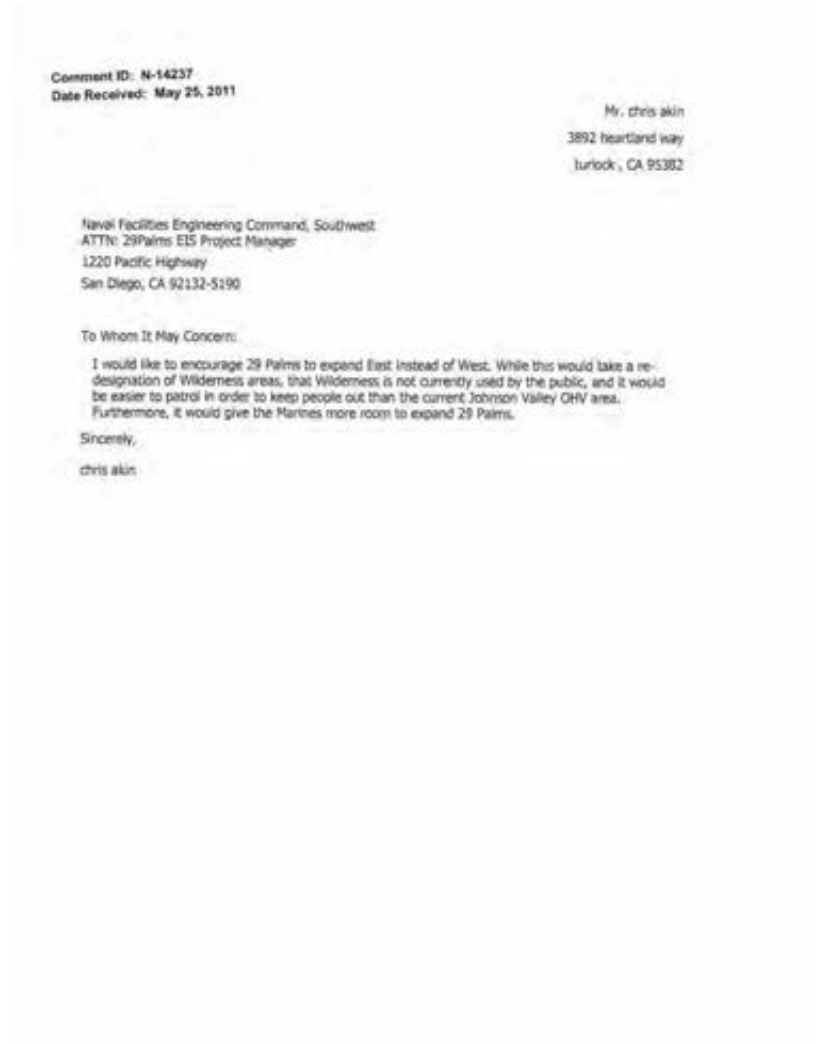 Comment ID: N-14237
Date Received: May 25, 2011
Mr. chris akin
3892 heartland way
turlock , CA 95382
Naval Facilities Engineering Command, Southwest
ATTN: 29Palms EIS Project Manager
1220 Pacific Highway
San Diego, CA 92132-5190
To Whom It May Concern:
I would like to encourage 29 Palms to expand East instead of West. While this would take a re-
designation of Wilderness areas, that Wilderness is not currently used by the public, and it would
be easier to patrol in order to keep people out than the current Johnson Valley OHV area.
Furthermore, it would give the Marines more room to expand 29 Palms.
Sincerely,
chris akin